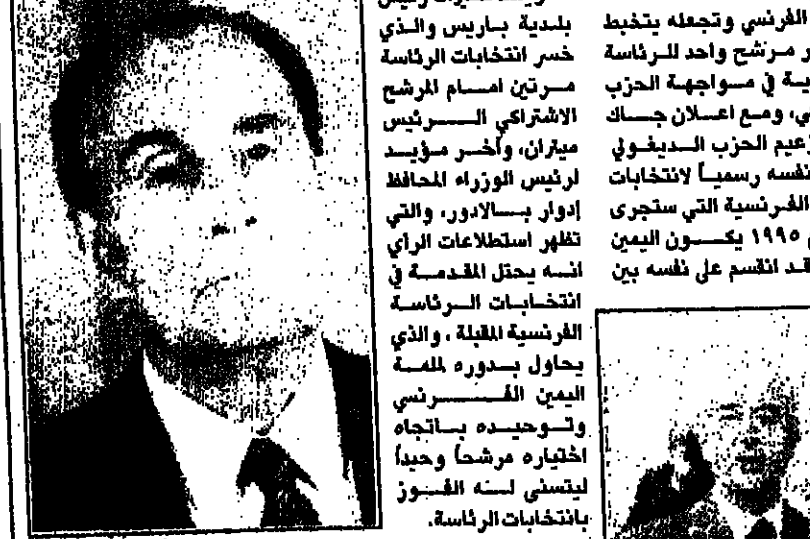 الفرنسي وتجعله يتخبط
مرشح واحد للرئاسة
في مواجهة الحزب
ومع اعلان جاك
زعيم الحزب الديغولي
نفسه رسمياً لانتخابات
الفرنسية التي ستجرى
١٩٩٥ يكون اليمين
قد انقسم على نفسه بين
بلدية باريس والذي
خسر انتخابات الرئاسة
مرتين امام المرشح
الاشتراكي الرئيس
ميتران، وآخر مؤيد
لرئيس الوزراء المحافظ
إدوار بالادور، والتي
تظهر استطلاعات الرأي
انه يحتل المقدمة في
انتخابات الرئاسة
الفرنسية المقبلة، والذي
يحاول بدوره لملمة
اليمين الفرنسي
وتوحيده باتجاه
اختياره مرشحاً وحيداً
ليتسنى له الفوز
بانتخابات الرئاسة.